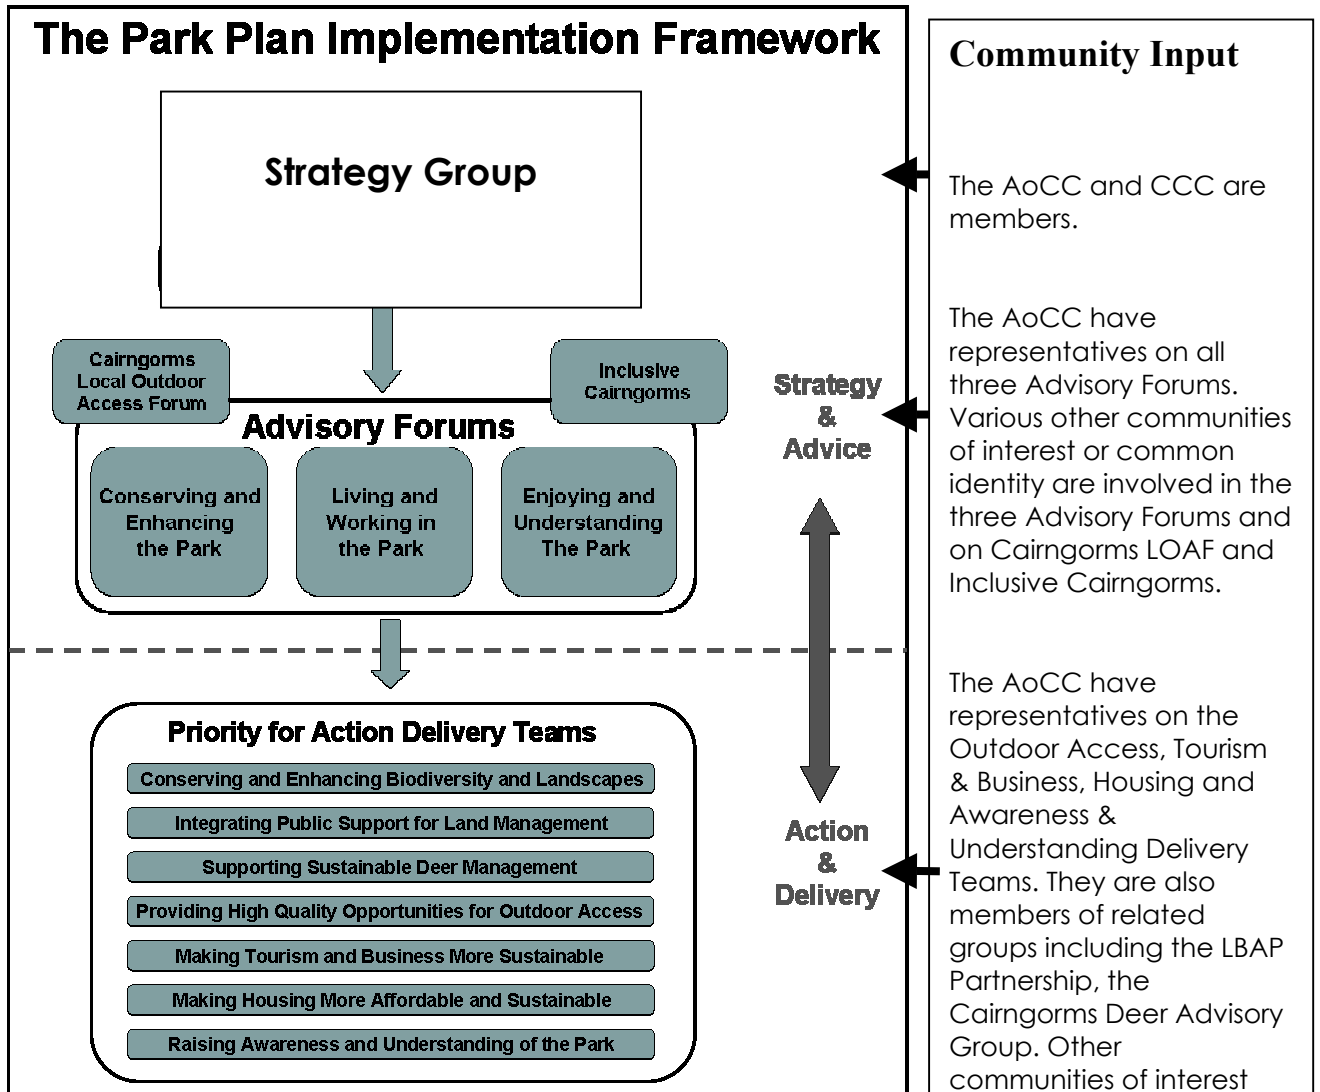 The Park Plan Implementation Framework
Strategy Group
Cairngorms
Local Outdoor
Access Forum
Inclusive
Cairngorms
Advisory Forums
Conserving and
Enhancing
the Park
Living and
Working in
the Park
Enjoying and
Understanding
The Park
Strategy
&
Advice
Priority for Action Delivery Teams
Conserving and Enhancing Biodiversity and Landscapes
Integrating Public Support for Land Management
Supporting Sustainable Deer Management
Providing High Quality Opportunities for Outdoor Access
Making Tourism and Business More Sustainable
Making Housing More Affordable and Sustainable
Raising Awareness and Understanding of the Park
Action
&
Delivery
Community Input
The AoCC and CCC are
members.
The AoCC have
representatives on all
three Advisory Forums.
Various other communities
of interest or common
identity are involved in the
three Advisory Forums and
on Cairngorms LOAF and
Inclusive Cairngorms.
The AoCC have
representatives on the
Outdoor Access, Tourism
& Business, Housing and
Awareness &
Understanding Delivery
Teams. They are also
members of related
groups including the LBAP
Partnership, the
Cairngorms Deer Advisory
Group. Other
communities of interest